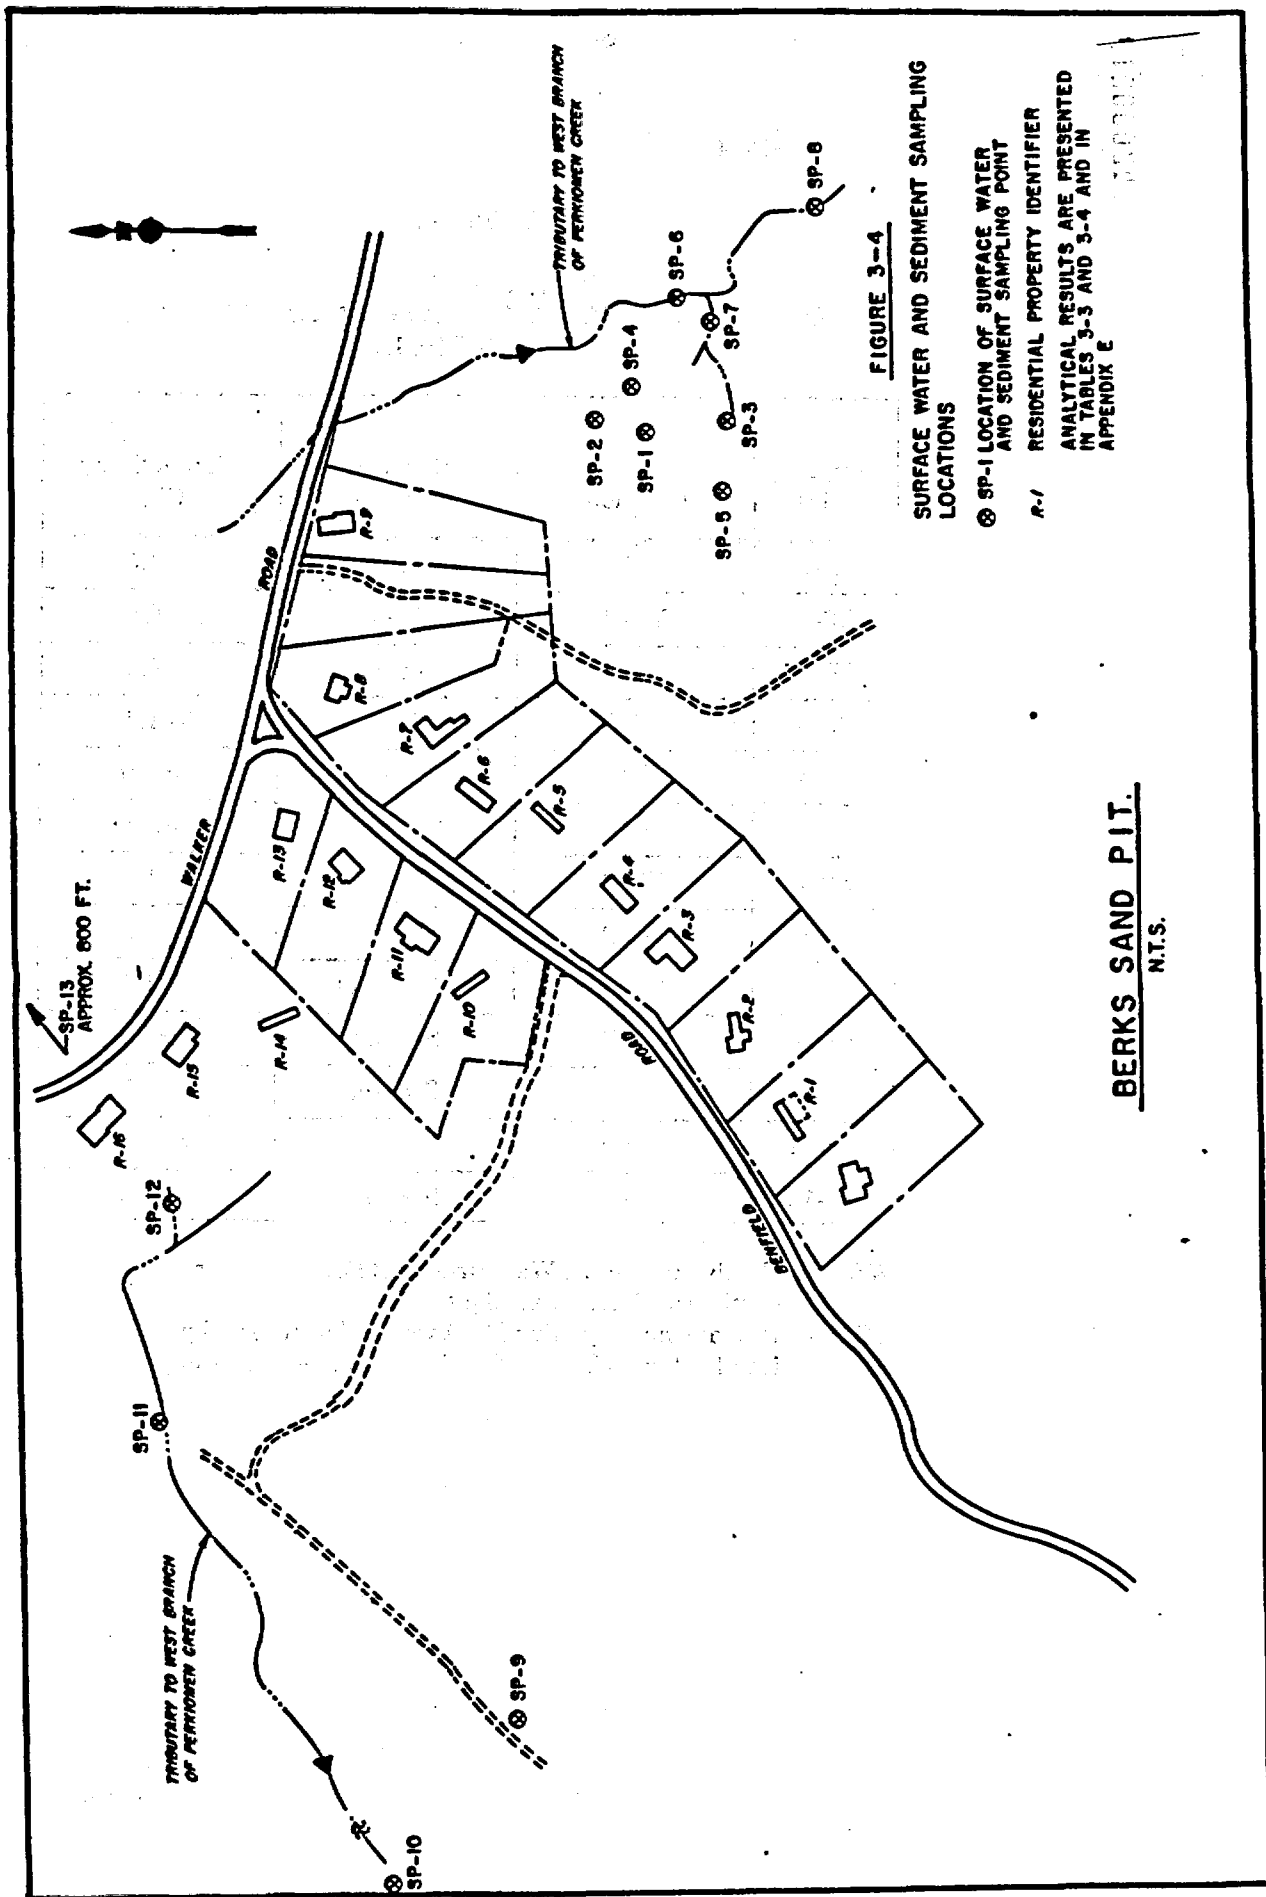 SP-13
APPROX. 800 FT.
WALKER
ROAD
TRIBUTARY TO WEST BRANCH
OF PERKIOMEN CREEK
R-16
R-15
R-14
R-13
R-12
R-11
R-10
R-9
R-8
R-7
R-6
R-5
R-4
R-3
R-2
R-1
BENFIELD
ROAD
SP-12
SP-11
TRIBUTARY TO WEST BRANCH
OF PERKIOMEN CREEK
SP-10
SP-9
SP-2
SP-4
SP-1
SP-6
SP-7
SP-3
SP-5
SP-8
FIGURE 3-4
SURFACE WATER AND SEDIMENT SAMPLING
LOCATIONS
SP-1 LOCATION OF SURFACE WATER
AND SEDIMENT SAMPLING POINT
R-1 RESIDENTIAL PROPERTY IDENTIFIER
ANALYTICAL RESULTS ARE PRESENTED
IN TABLES 3-3 AND 3-4 AND IN
APPENDIX E
BERKS SAND PIT.
N.T.S.